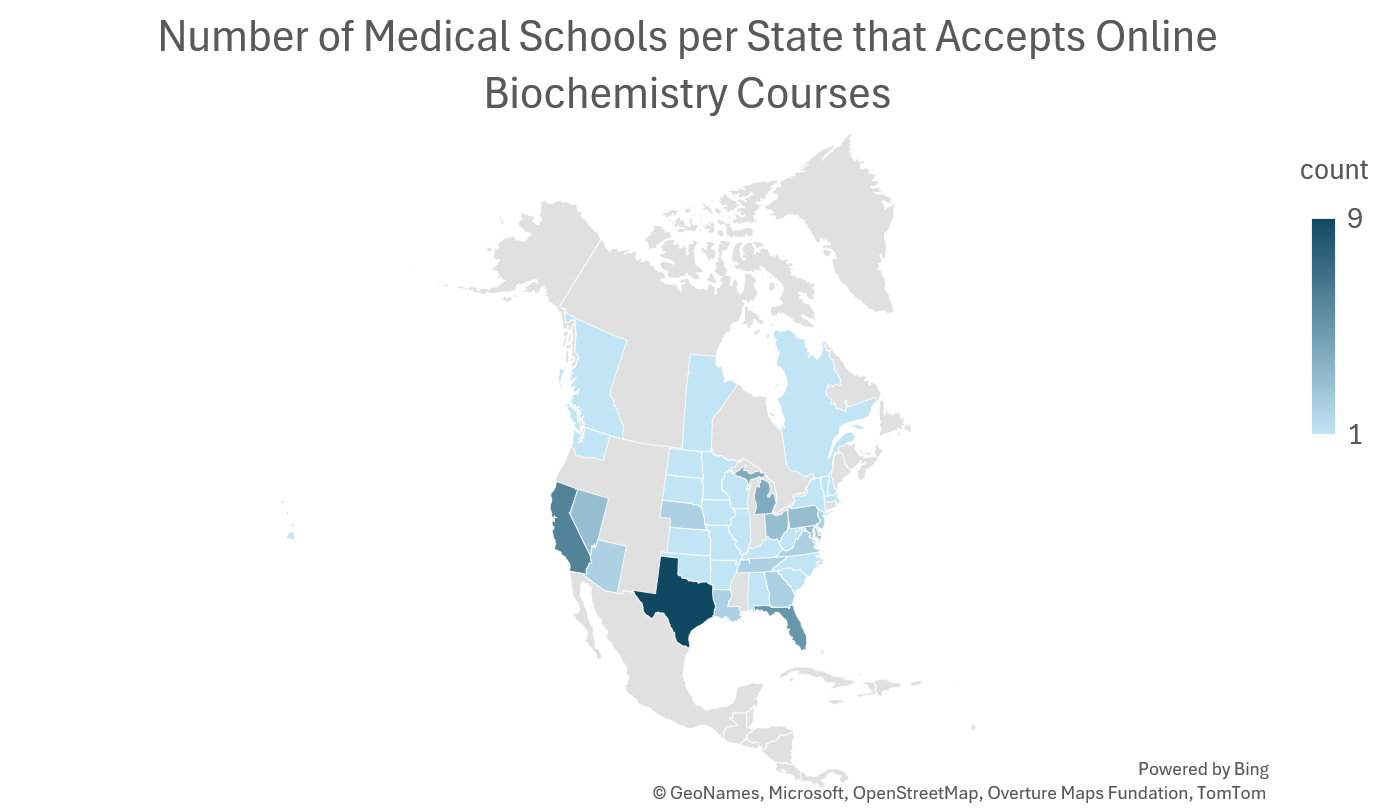 Number of Medical Schools per State that Accepts Online
Biochemistry Courses
count
9
1
Powered by Bing
© GeoNames, Microsoft, OpenStreetMap, Overture Maps Fundation, TomTom